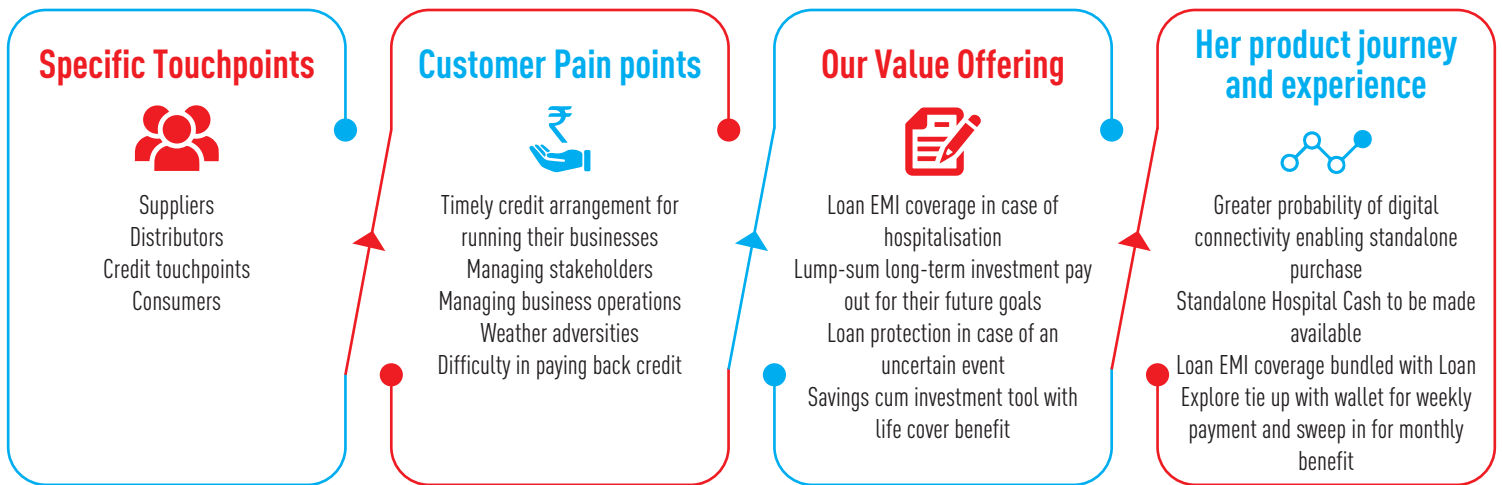 Specific Touchpoints
Suppliers
Distributors
Credit touchpoints
Consumers
Customer Pain points
₹
Timely credit arrangement for
running their businesses
Managing stakeholders
Managing business operations
Weather adversities
Difficulty in paying back credit
Our Value Offering
Loan EMI coverage in case of
hospitalisation
Lump-sum long-term investment pay
out for their future goals
Loan protection in case of an
uncertain event
Savings cum investment tool with
life cover benefit
Her product journey
and experience
Greater probability of digital
connectivity enabling standalone
purchase
Standalone Hospital Cash to be made
available
Loan EMI coverage bundled with Loan
Explore tie up with wallet for weekly
payment and sweep in for monthly
benefit